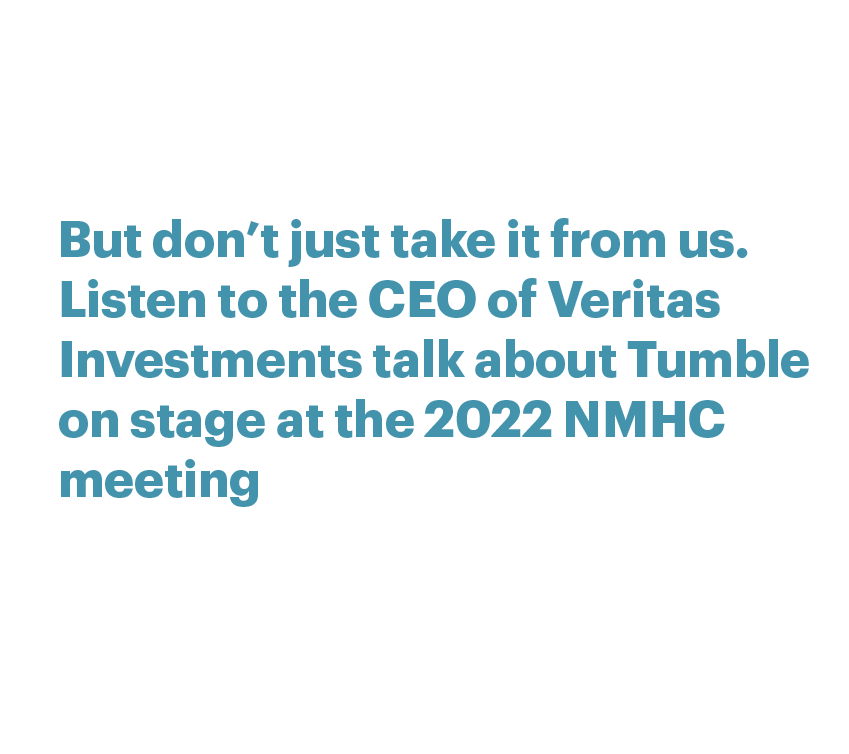 But don’t just take it from us.
Listen to the CEO of Veritas
Investments talk about Tumble
on stage at the 2022 NMHC
meeting